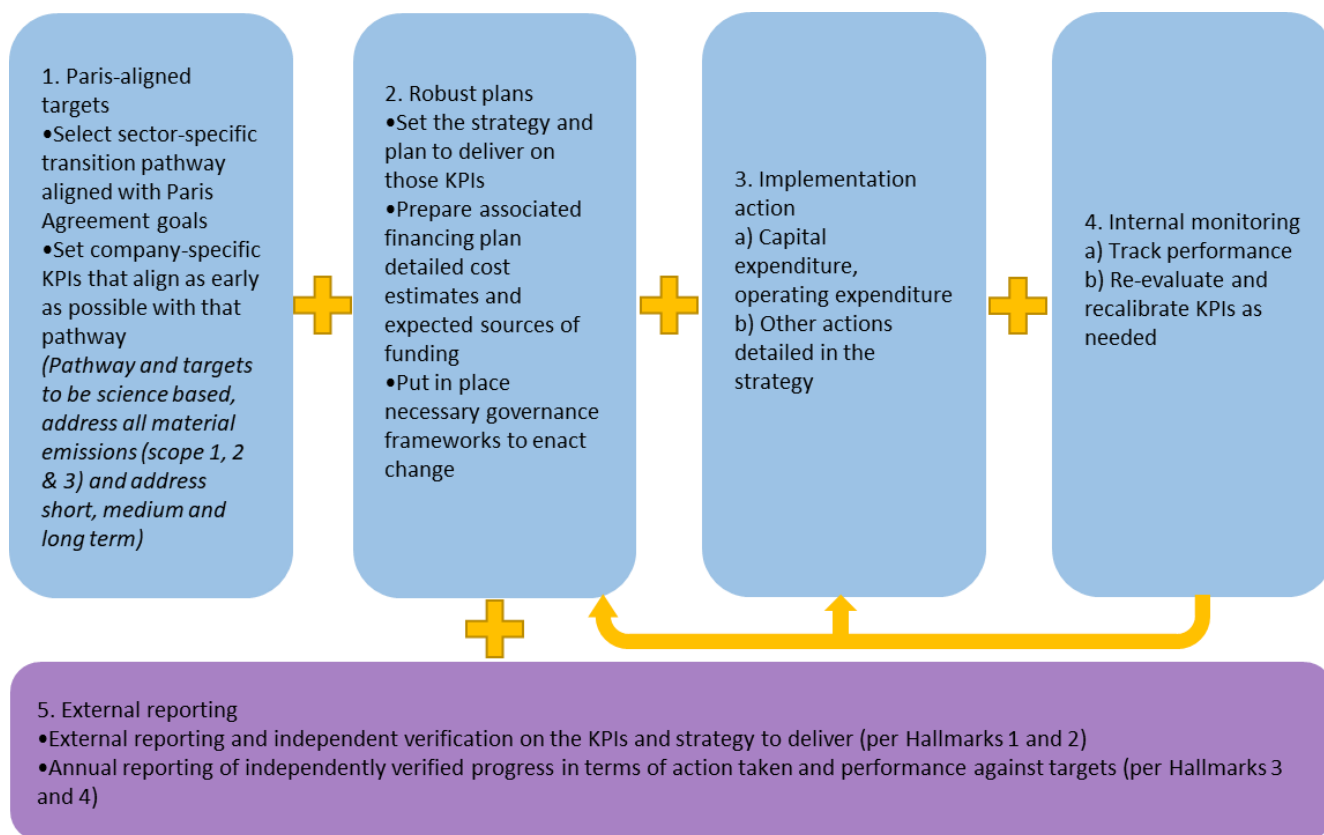 1. Paris-aligned
targets
•Select sector-specific
transition pathway
aligned with Paris
Agreement goals
•Set company-specific
KPIs that align as early
as possible with that
pathway
(Pathway and targets
to be science based,
address all material
emissions (scope 1, 2
& 3) and address
short, medium and
long term)
2. Robust plans
•Set the strategy and
plan to deliver on
those KPIs
•Prepare associated
financing plan
detailed cost
estimates and
expected sources of
funding
•Put in place
necessary governance
frameworks to enact
change
3. Implementation
action
a) Capital
expenditure,
operating expenditure
b) Other actions
detailed in the
strategy
4. Internal monitoring
a) Track performance
b) Re-evaluate and
recalibrate KPIs as
needed
5. External reporting
•External reporting and independent verification on the KPIs and strategy to deliver (per Hallmarks 1 and 2)
•Annual reporting of independently verified progress in terms of action taken and performance against targets (per Hallmarks 3
and 4)